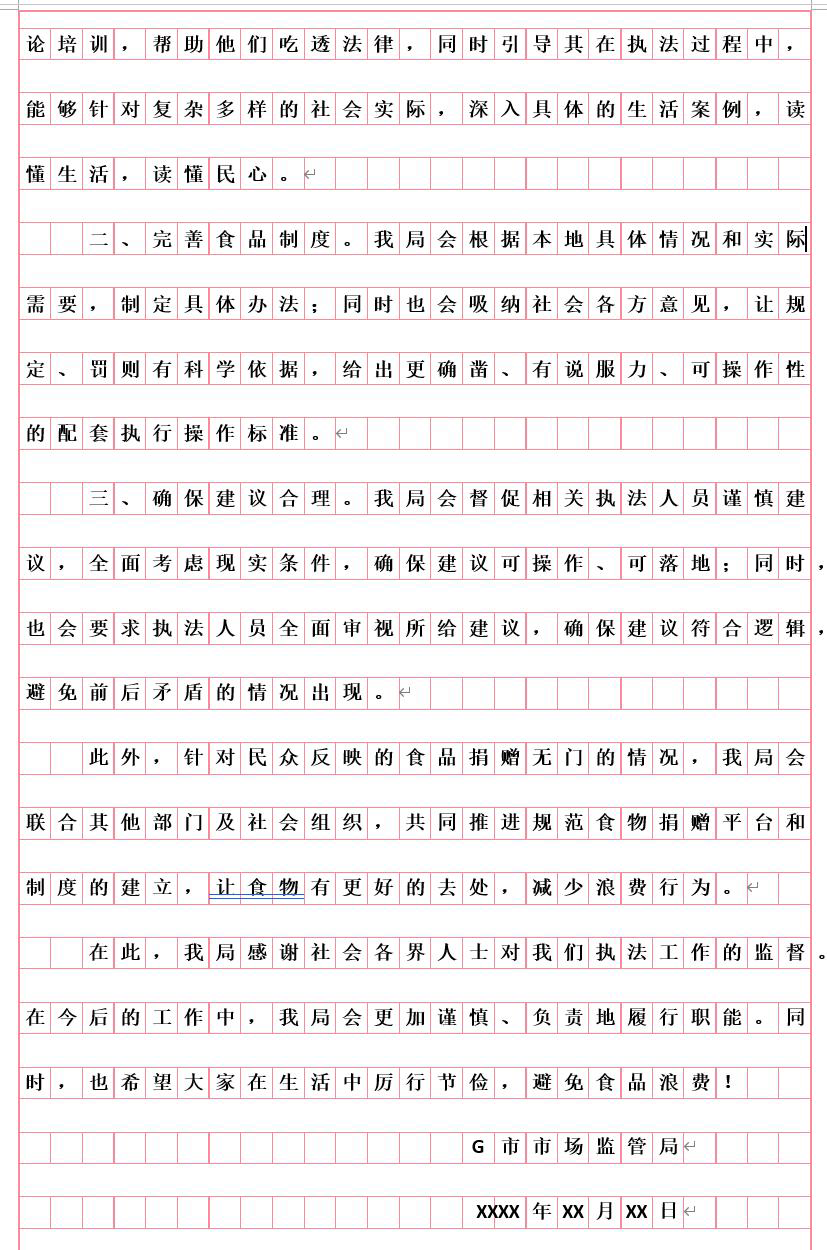 论培训，帮助他们吃透法律，同时引导其在执法过程中，
能够针对复杂多样的社会实际，深入具体的生活案例，读
懂生活，读懂民心。
二、完善食品制度。我局会根据本地具体情况和实际
需要，制定具体办法；同时也会吸纳社会各方意见，让规
定、罚则有科学依据，给出更确凿、有说服力、可操作性
的配套执行操作标准。
三、确保建议合理。我局会督促相关执法人员谨慎建
议，全面考虑现实条件，确保建议可操作、可落地；同时，
也会要求执法人员全面审视所给建议，确保建议符合逻辑，
避免前后矛盾的情况出现。
此外，针对民众反映的食品捐赠无门的情况，我局会
联合其他部门及社会组织，共同推进规范食物捐赠平台和
制度的建立，让食物有更好的去处，减少浪费行为。
在此，我局感谢社会各界人士对我们执法工作的监督。
在今后的工作中，我局会更加谨慎、负责地履行职能。同
时，也希望大家在生活中厉行节俭，避免食品浪费！
G 市市场监管局
XXXX 年 XX 月 XX 日